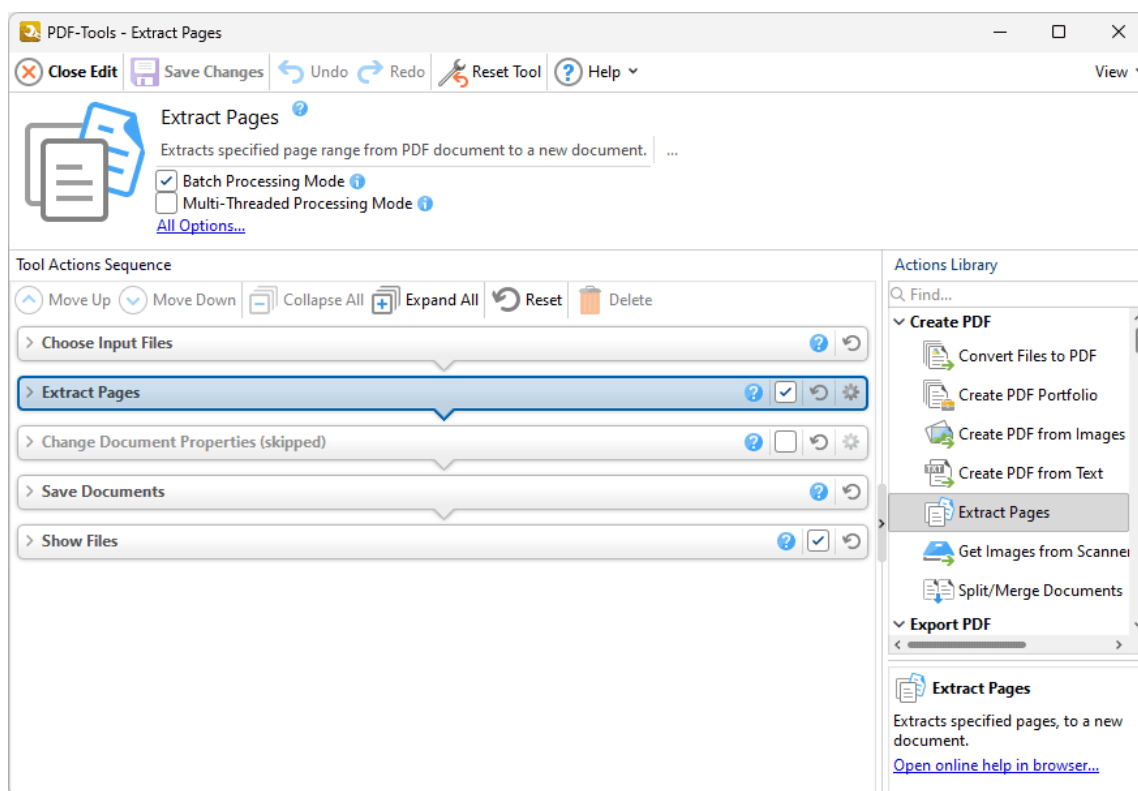 PDF-Tools - Extract Pages
Close Edit Save Changes Undo Redo Reset Tool Help View
Extract Pages
Extracts specified page range from PDF document to a new document. ...
Batch Processing Mode
Multi-Threaded Processing Mode
All Options...
Tool Actions Sequence
Move Up Move Down Collapse All Expand All Reset Delete
Choose Input Files
Extract Pages
Change Document Properties (skipped)
Save Documents
Show Files
Actions Library
Find...
Create PDF
Convert Files to PDF
Create PDF Portfolio
Create PDF from Images
TXT Create PDF from Text
Extract Pages
Get Images from Scanner
Split/Merge Documents
Export PDF
Extract Pages
Extracts specified pages, to a new
document.
Open online help in browser...